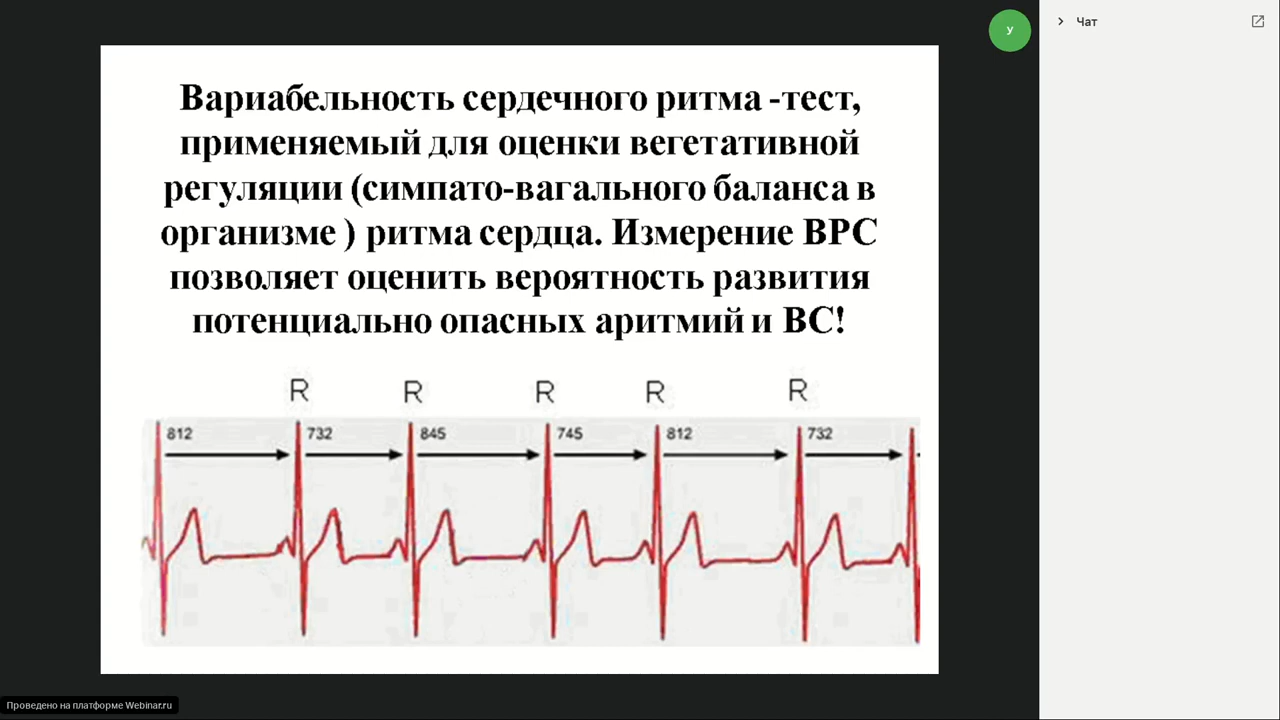 Вариабельность сердечного ритма -тест,
применяемый для оценки вегетативной
регуляции (симпато-вагального баланса в
организме ) ритма сердца. Измерение ВРС
позволяет оценить вероятность развития
потенциально опасных аритмий и ВС!
R R R R R
812 732 845 745 812 732
У
Чат
Проведено на платформе Webinar.ru